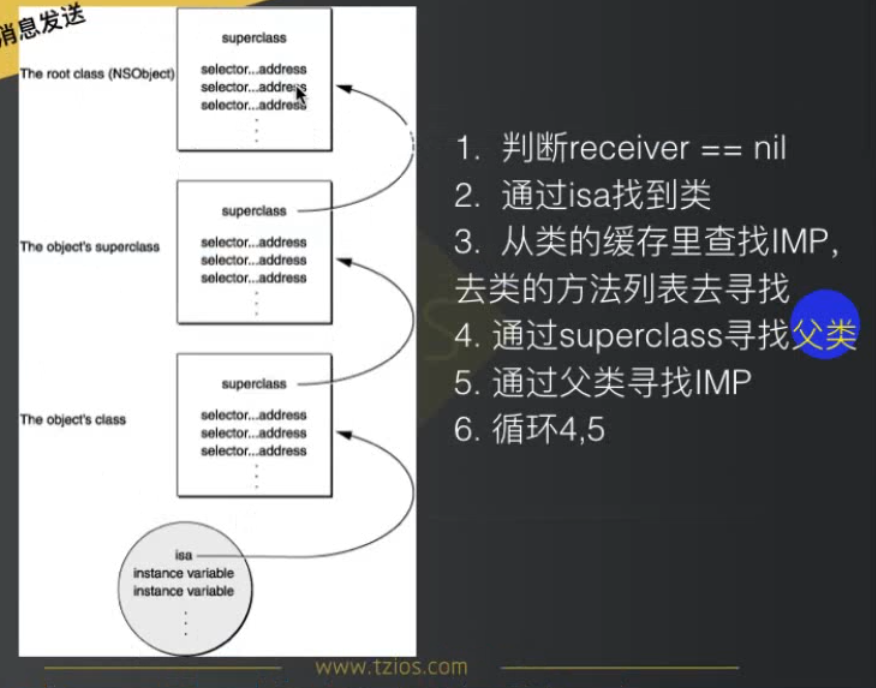 消息发送
superclass
The root class (NSObject)
selector...address
selector...address
selector...address
superclass
The object's superclass
selector...address
selector...address
selector...address
superclass
The object's class
selector...address
selector...address
selector...address
isa
instance variable
instance variable
1. 判断receiver == nil
2. 通过isa找到类
3. 从类的缓存里查找IMP,
去类的方法列表去寻找
4. 通过superclass寻找父类
5. 通过父类寻找IMP
6. 循环4,5
www.tzios.com